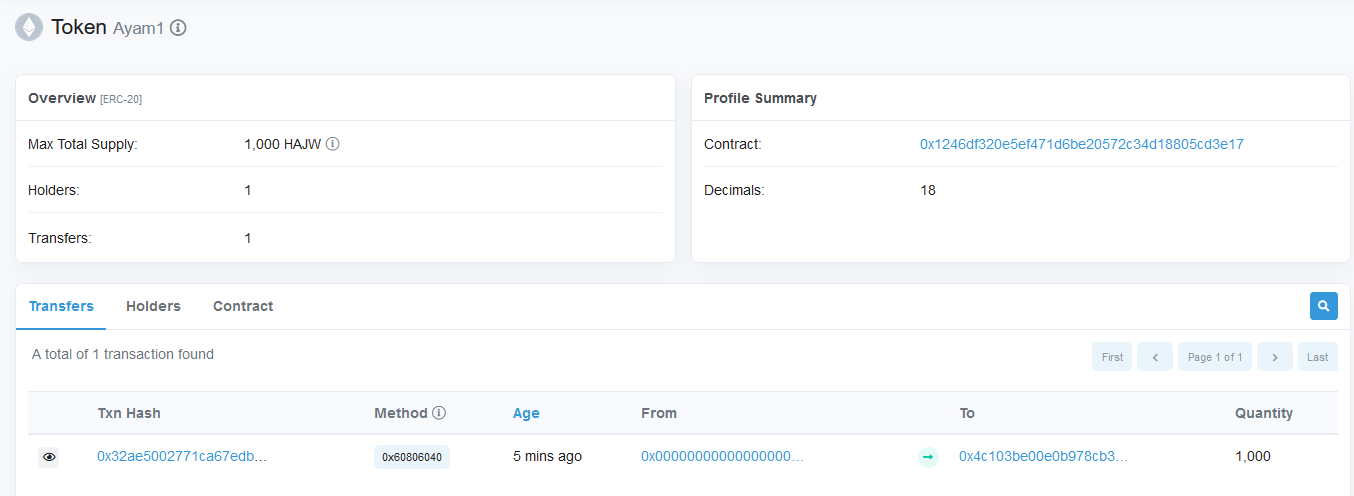 Token Ayam1
Overview [ERC-20]
Max Total Supply: 1,000 HAJW
Holders: 1
Transfers: 1
Profile Summary
Contract: 0x1246df320e5ef471d6be20572c34d18805cd3e17
Decimals: 18
Transfers Holders Contract
A total of 1 transaction found
First Page 1 of 1 Last
Txn Hash Method Age From To Quantity
0x32ae5002771ca67edb... 0x60806040 5 mins ago 0x00000000000000000... 0x4c103be00e0b978cb3... 1,000